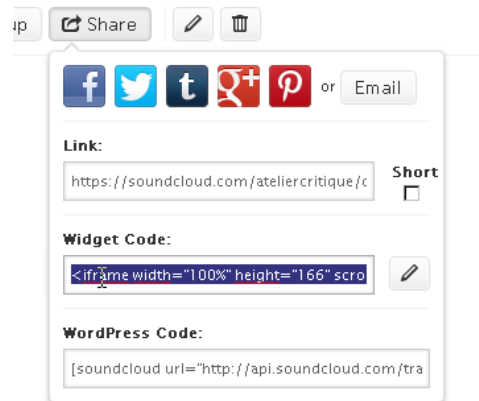 up Share
f t g+ p or Email
Link:
https://soundcloud.com/ateliercritique/c
Short
Widget Code:
<iframe width="100%" height="166" scro
WordPress Code:
[soundcloud url="http://api.soundcloud.com/tra